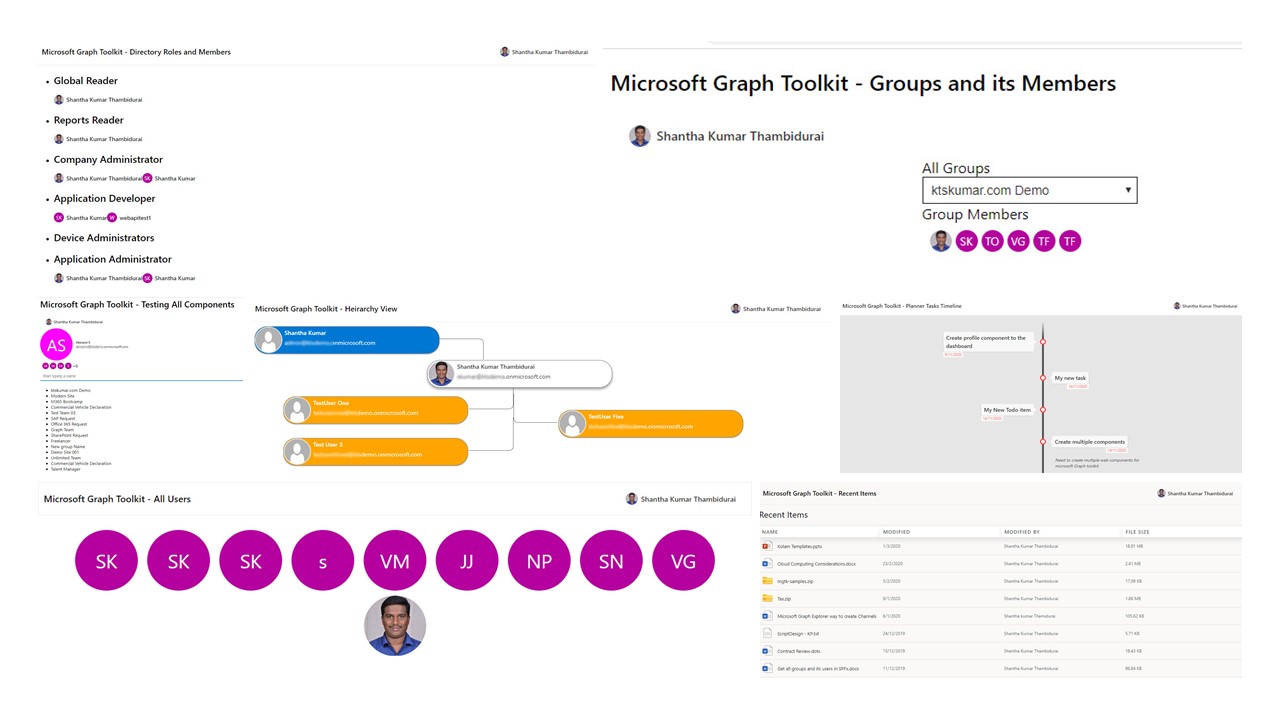 Microsoft Graph Toolkit - Directory Roles and Members
Shantha Kumar Thambidurai
Global Reader
Shantha Kumar Thambidurai
Reports Reader
Shantha Kumar Thambidurai
Company Administrator
Shantha Kumar Thambidurai SK Shantha Kumar
Application Developer
SK Shantha Kumar W webapitest1
Device Administrators
Application Administrator
Shantha Kumar Thambidurai SK Shantha Kumar
Microsoft Graph Toolkit - Groups and its Members
Shantha Kumar Thambidurai
All Groups
ktskumar.com Demo
Group Members
SK TO VG TF TF
Microsoft Graph Toolkit - Testing All Components
Shantha Kumar Thambidurai
AS
Start typing a name
ktskumar.com Demo
Modern Site
M365 Bootcamp
Commercial Vehicle Declaration
Test Team 03
SAP Request
Office 365 Request
Graph Team
SharePoint Request
Freelancer
New group Name
Demo Site 001
Unlimited Team
Commercial Vehicle Declaration
Talent Manager
Microsoft Graph Toolkit - Heirarchy View
Shantha Kumar Thambidurai
Shantha Kumar
.onmicrosoft.com
Shantha Kumar Thambidurai
.onmicrosoft.com
TestUser One
demo.onmicrosoft.com
TestUser Five
demo.onmicrosoft.com
Test User 3
demo.onmicrosoft.com
Microsoft Graph Toolkit - Planner Tasks Timeline
Shantha Kumar Thambidurai
Create profile component to the
dashboard
My new task
My New Todo item
Create multiple components
Need to create multiple web components for
microsoft Graph toolkit
Microsoft Graph Toolkit - All Users
Shantha Kumar Thambidurai
SK SK SK s VM JJ NP SN VG
Microsoft Graph Toolkit - Recent Items
Shantha Kumar Thambidurai
Recent Items
NAME MODIFIED MODIFIED BY FILE SIZE
Kolam Templates.pptx 1/3/2020 Shantha Kumar Thambidurai 18.91 MB
Cloud Computing Considerations.docx 23/2/2020 Shantha Kumar Thambidurai 2.41 MB
mgtk-samples.zip 5/2/2020 Shantha Kumar Thambidurai 17.08 KB
Tax.zip 9/1/2020 Shantha Kumar Thambidurai 1.66 MB
Microsoft Graph Explorer way to create Channels 6/1/2020 Shantha Kumar Thambidurai 105.62 KB
ScriptDesign - KP.txt 24/12/2019 Shantha Kumar Thambidurai 5.71 KB
Contract Review.dotx 13/12/2019 Shantha Kumar Thambidurai 18.43 KB
Get all groups and its users in SPFx.docx 11/12/2019 Shantha Kumar Thambidurai 86.84 KB